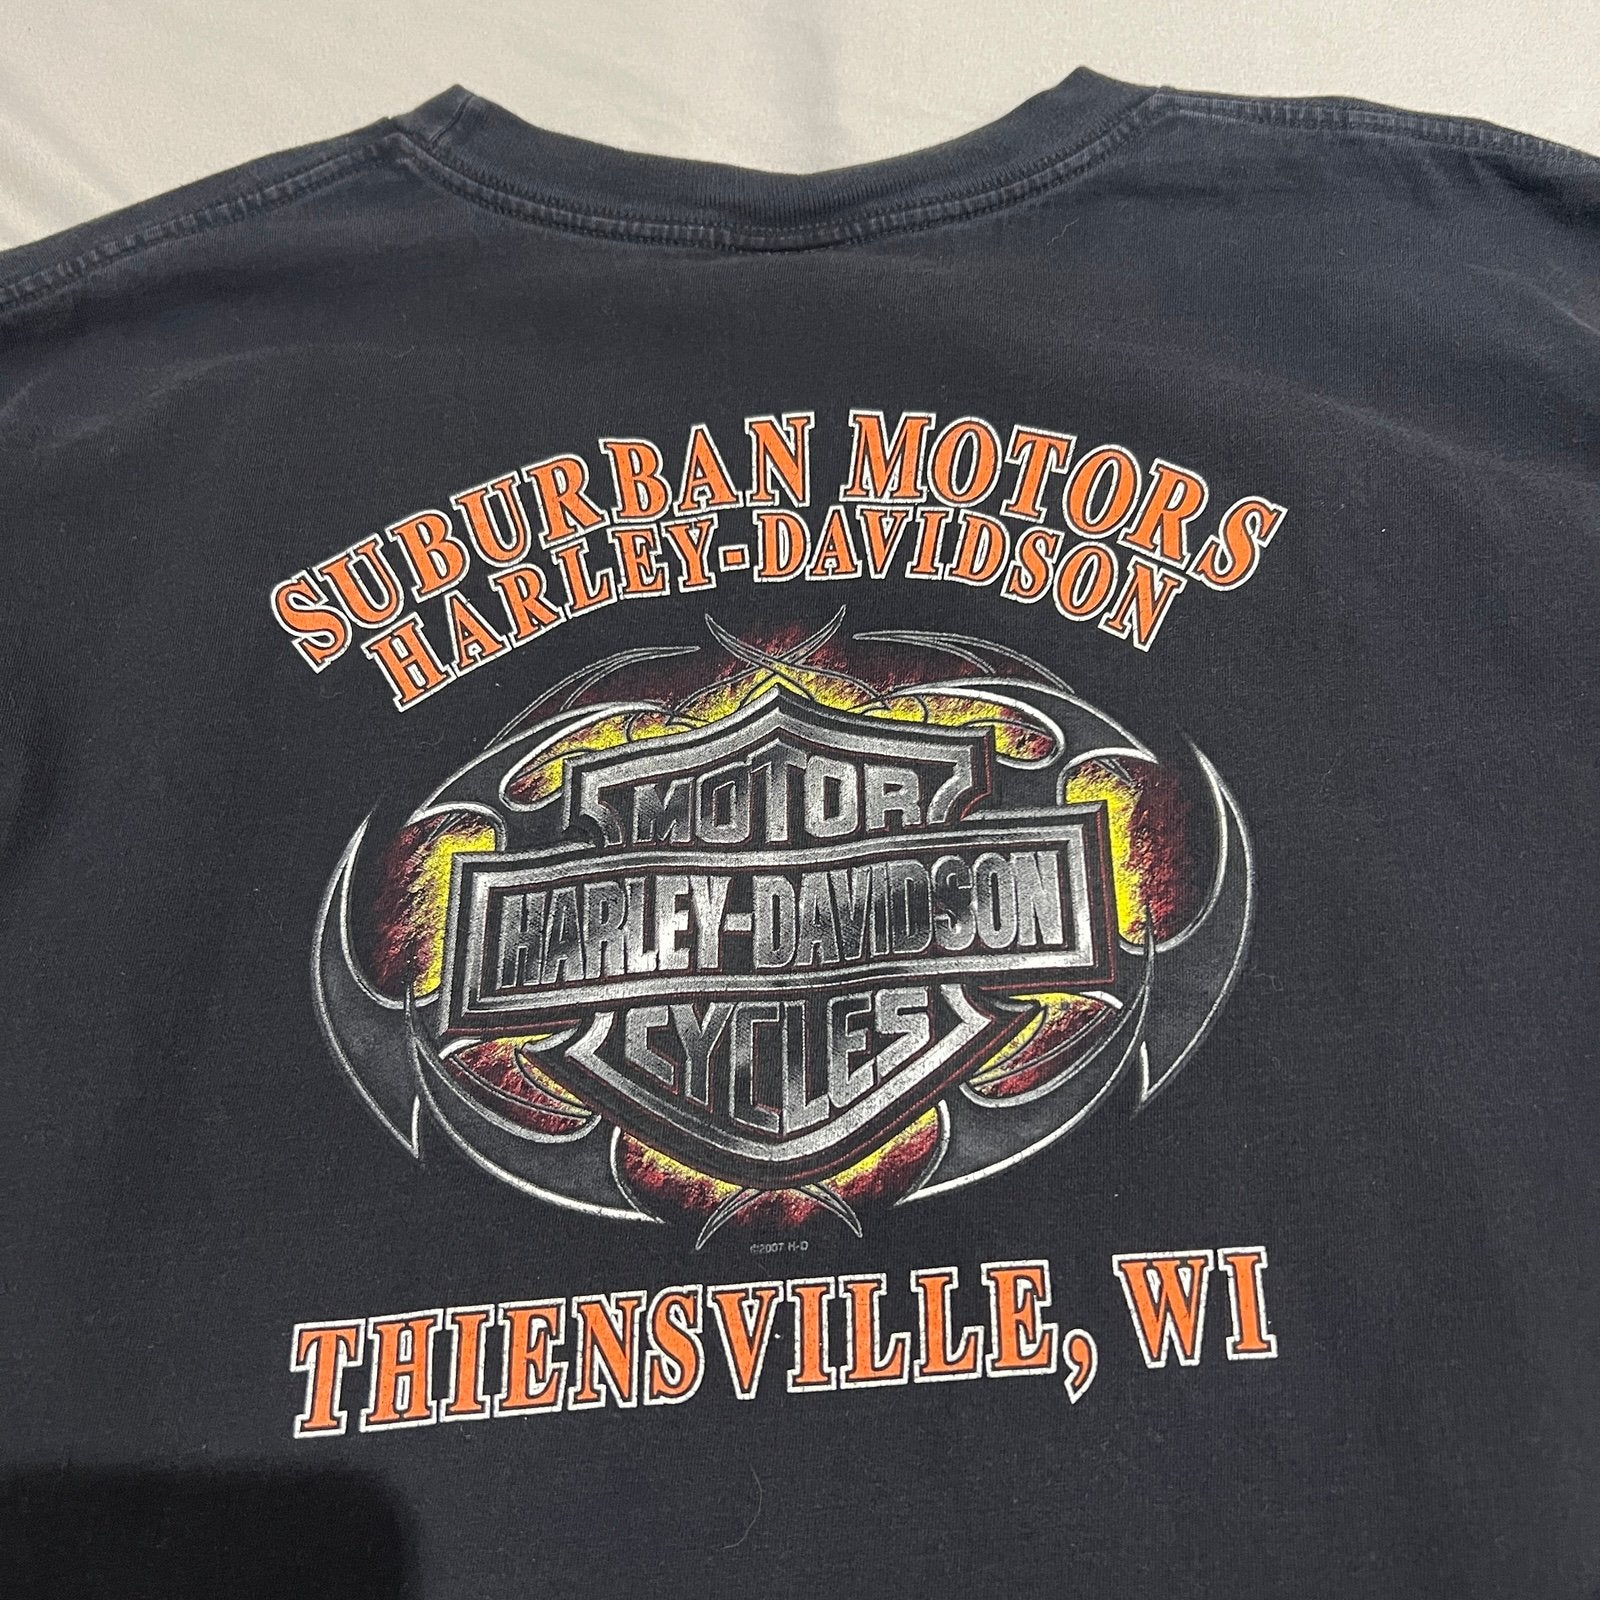 SUBURBAN MOTORS
HARLEY-DAVIDSON
MOTOR
HARLEY-DAVIDSON
CYCLES
©2007 H-D
THIENSVILLE, WI